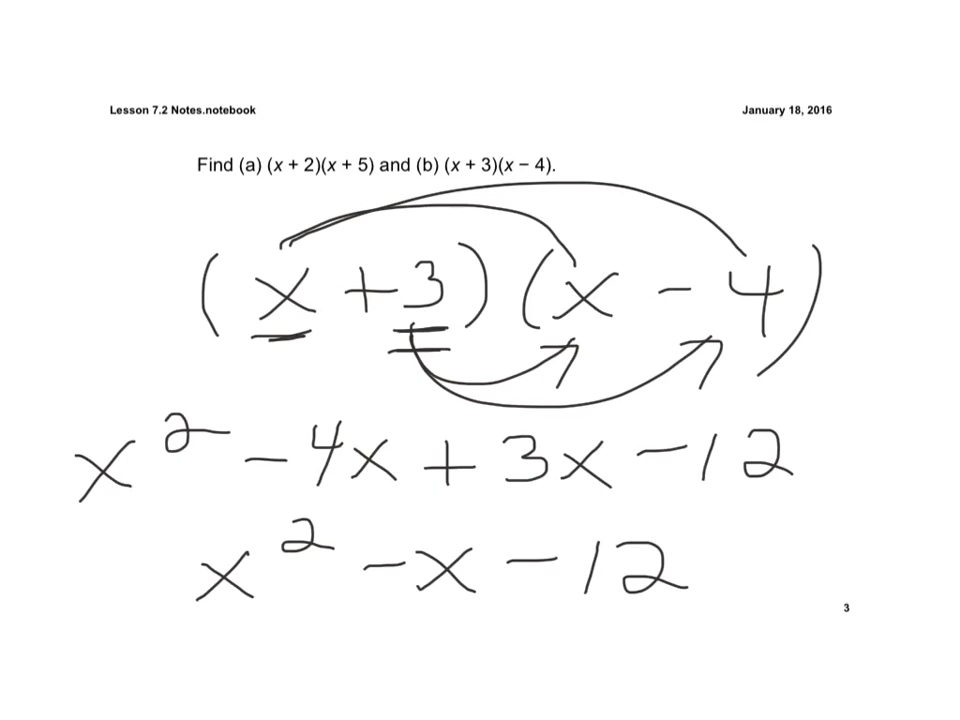 Lesson 7.2 Notes.notebook January 18, 2016
Find (a) (x + 2)(x + 5) and (b) (x + 3)(x − 4).
(x + 3)(x − 4)
x² − 4x + 3x − 12
x² − x − 12
3